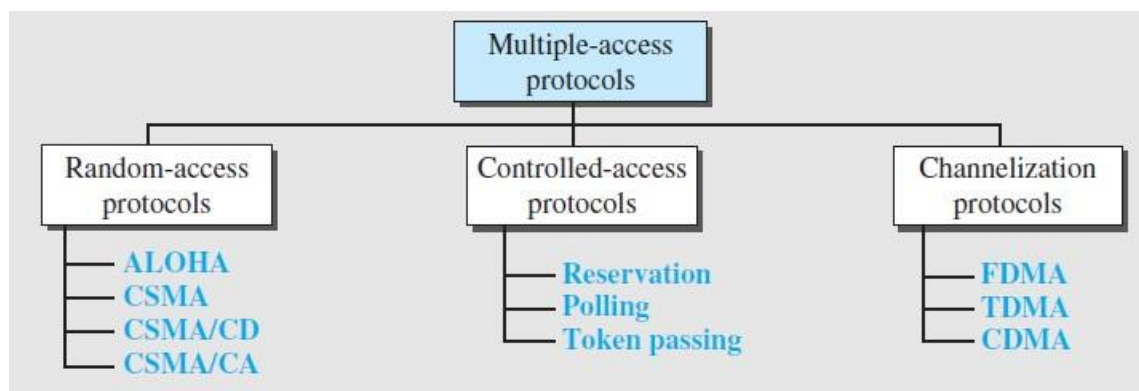 Multiple-access
protocols
Random-access
protocols
ALOHA
CSMA
CSMA/CD
CSMA/CA
Controlled-access
protocols
Reservation
Polling
Token passing
Channelization
protocols
FDMA
TDMA
CDMA